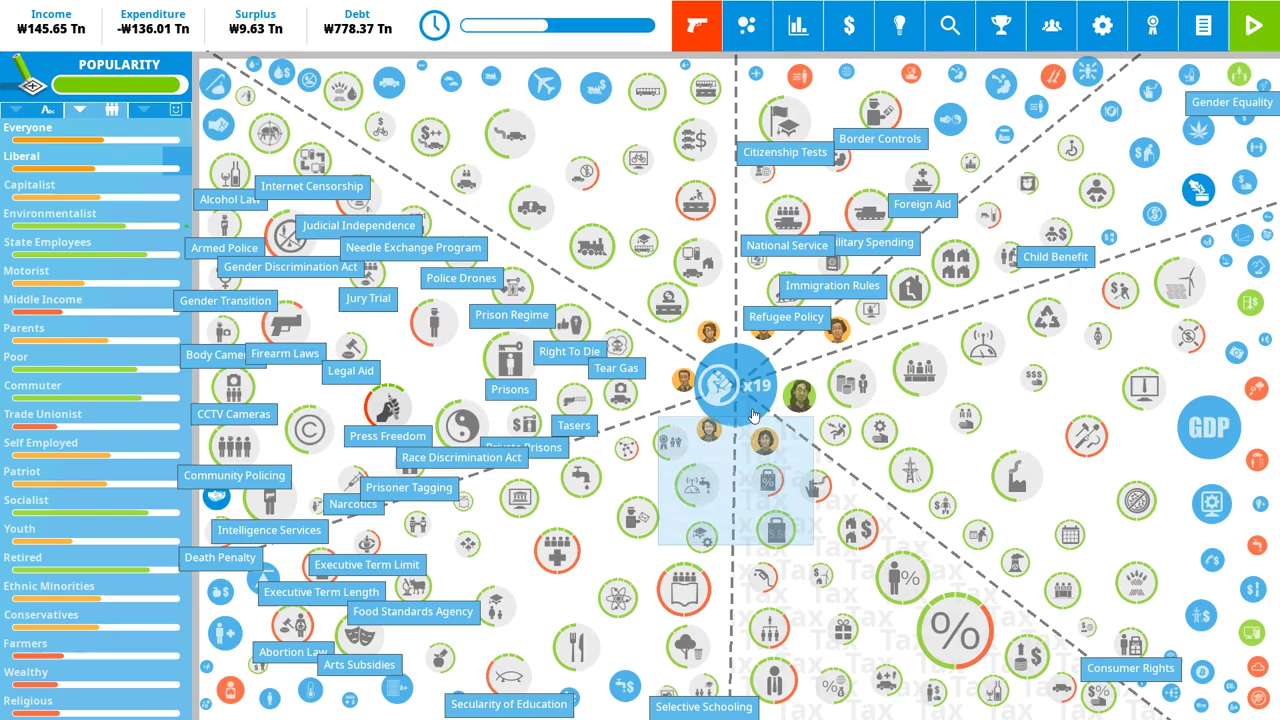 Income
Expenditure
Surplus
Debt
₩145.65 Tn
-₩136.01 Tn
₩9.63 Tn
₩778.37 Tn
POPULARITY
Everyone
Liberal
Capitalist
Environmentalist
State Employees
Motorist
Middle Income
Parents
Poor
Commuter
Trade Unionist
Self Employed
Patriot
Socialist
Youth
Retired
Ethnic Minorities
Conservatives
Farmers
Wealthy
Religious
Gender Equality
Border Controls
Citizenship Tests
Internet Censorship
Alcohol Law
Foreign Aid
Judicial Independence
Armed Police
Needle Exchange Program
National Service
Military Spending
Child Benefit
Gender Discrimination Act
Police Drones
Immigration Rules
Gender Transition
Jury Trial
Prison Regime
Refugee Policy
Body Came
Firearm Laws
Right To Die
Legal Aid
Tear Gas
x19
Prisons
CCTV Cameras
GDP
Press Freedom
Tasers
Private Prisons
Race Discrimination Act
Community Policing
Prisoner Tagging
Narcotics
Intelligence Services
Death Penalty
Executive Term Limit
Executive Term Length
Food Standards Agency
Abortion Law
Arts Subsidies
Consumer Rights
Security of Education
Selective Schooling
Tax Tax Tax